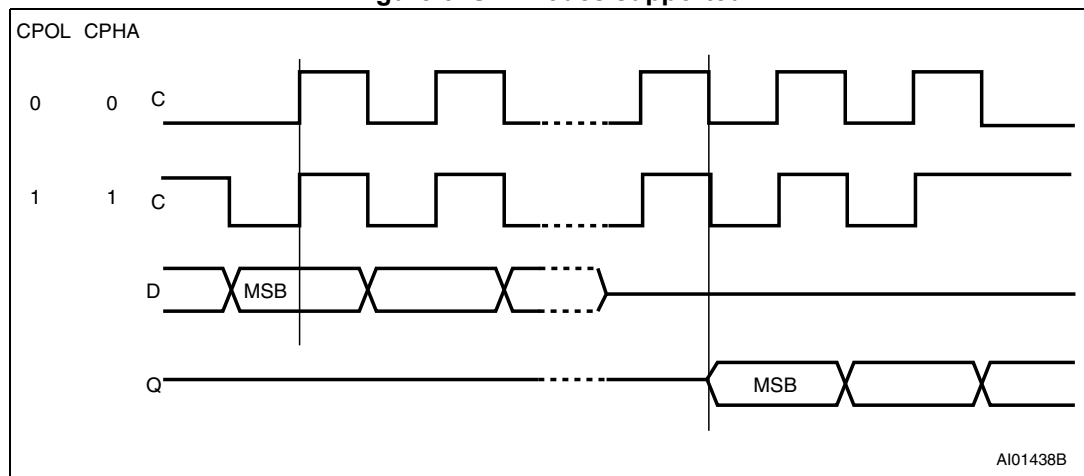 CPOL CPHA
0 0 C
1 1 C
D MSB
Q MSB
AI01438B